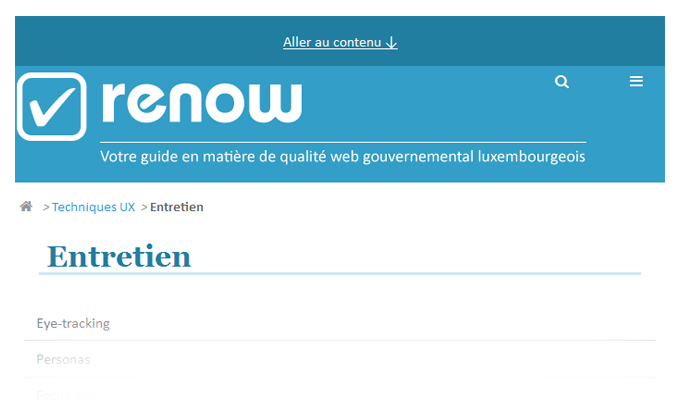 Aller au contenu ↓
renow
Votre guide en matière de qualité web gouvernemental luxembourgeois
> Techniques UX > Entretien
Entretien
Eye-tracking
Personas